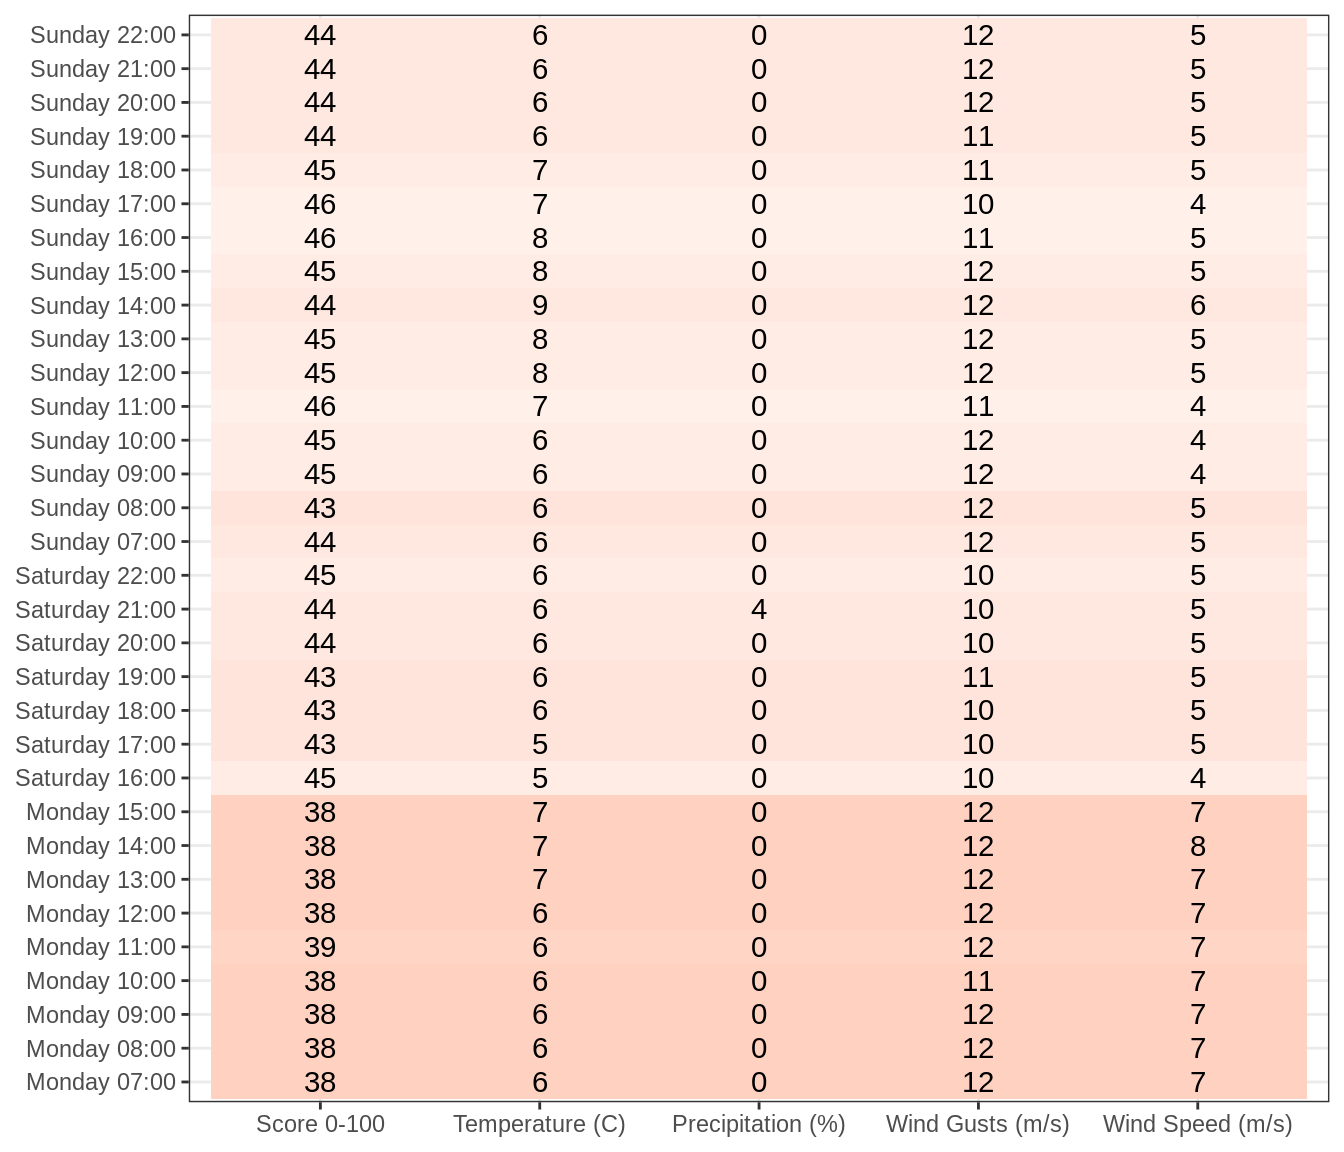 Sunday 22:00 44 6 0 12 5
Sunday 21:00 44 6 0 12 5
Sunday 20:00 44 6 0 12 5
Sunday 19:00 44 6 0 11 5
Sunday 18:00 45 7 0 11 5
Sunday 17:00 46 7 0 10 4
Sunday 16:00 46 8 0 11 5
Sunday 15:00 45 8 0 12 5
Sunday 14:00 44 9 0 12 6
Sunday 13:00 45 8 0 12 5
Sunday 12:00 45 8 0 12 5
Sunday 11:00 46 7 0 11 4
Sunday 10:00 45 6 0 12 4
Sunday 09:00 45 6 0 12 4
Sunday 08:00 43 6 0 12 5
Sunday 07:00 44 6 0 12 5
Saturday 22:00 45 6 0 10 5
Saturday 21:00 44 6 4 10 5
Saturday 20:00 44 6 0 10 5
Saturday 19:00 43 6 0 11 5
Saturday 18:00 43 6 0 10 5
Saturday 17:00 43 5 0 10 5
Saturday 16:00 45 5 0 10 4
Monday 15:00 38 7 0 12 7
Monday 14:00 38 7 0 12 8
Monday 13:00 38 7 0 12 7
Monday 12:00 38 6 0 12 7
Monday 11:00 39 6 0 12 7
Monday 10:00 38 6 0 11 7
Monday 09:00 38 6 0 12 7
Monday 08:00 38 6 0 12 7
Monday 07:00 38 6 0 12 7
Score 0-100 Temperature (C) Precipitation (%) Wind Gusts (m/s) Wind Speed (m/s)